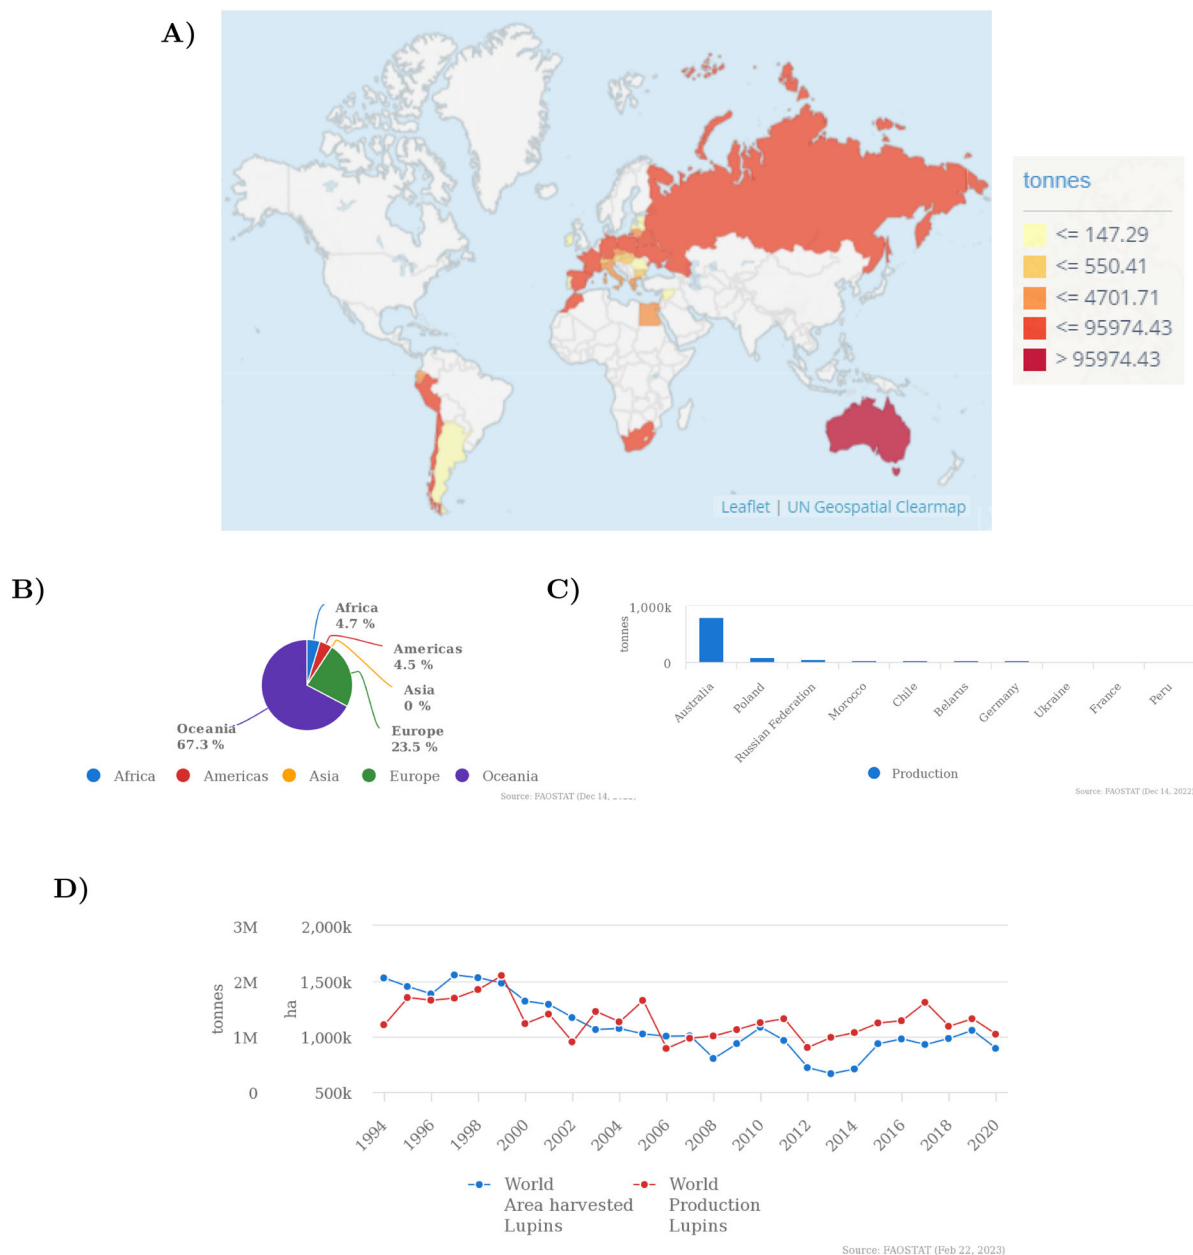 A)
tonnes
<= 147.29
<= 550.41
<= 4701.71
<= 95974.43
> 95974.43
Leaflet | UN Geospatial Clearmap
B)
Africa
4.7 %
Americas
4.5 %
Asia
0 %
Europe
23.5 %
Oceania
67.3 %
Africa Americas Asia Europe Oceania
Source: FAOSTAT (Dec 14,
C)
1,000k
tonnes
0
Australia
Poland
Russian Federation
Morocco
Chile
Belarus
Germany
Ukraine
France
Peru
Production
Source: FAOSTAT (Dec 14, 2022)
D)
3M 2,000k
2M 1,500k
tonnes
ha
1M 1,000k
0 500k
1994 1996 1998 2000 2002 2004 2006 2008 2010 2012 2014 2016 2018 2020
World World
Area harvested Production
Lupins Lupins
Source: FAOSTAT (Feb 22, 2023)